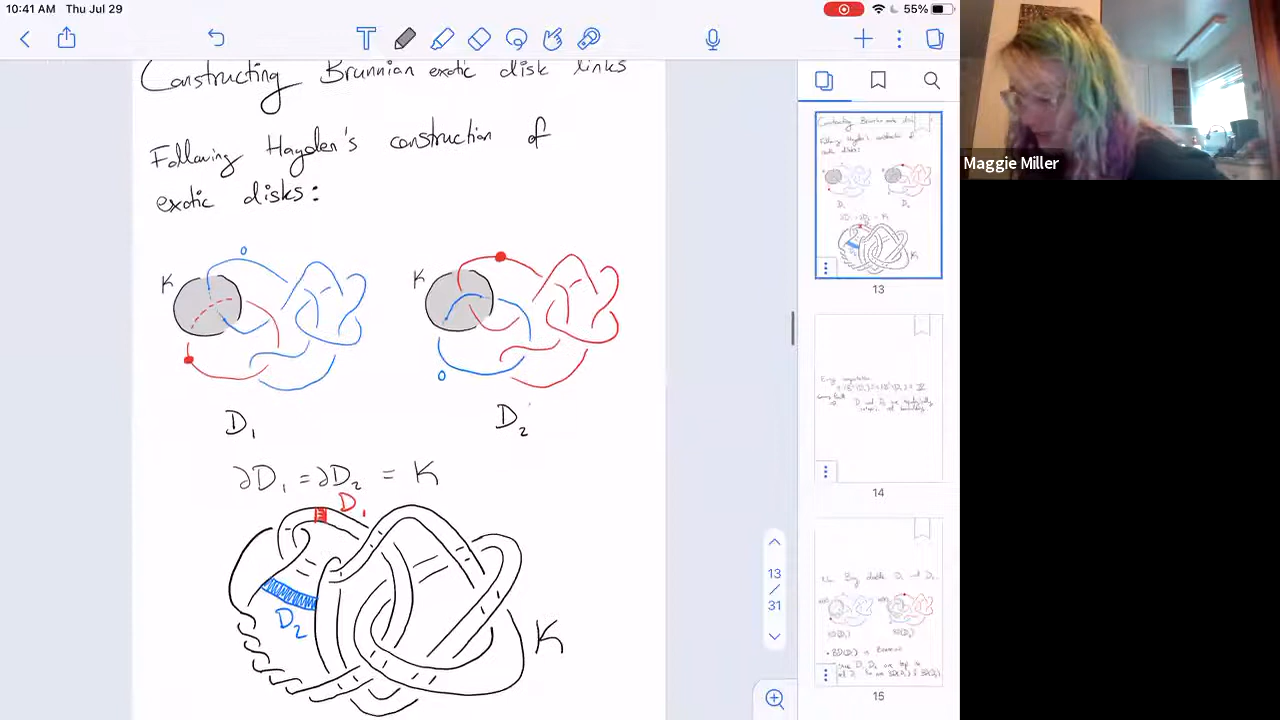 10:41 AM Thu Jul 29
55%
Constructing Brunnian exotic disk links
Following Hayden's construction of
exotic disks:
K
0
K
0
D1
D2
∂D1 = ∂D2 = K
D1
D2
K
13
14
15
13
/
31
Maggie Miller